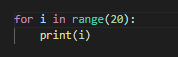 for i in range(20):
    print(i)